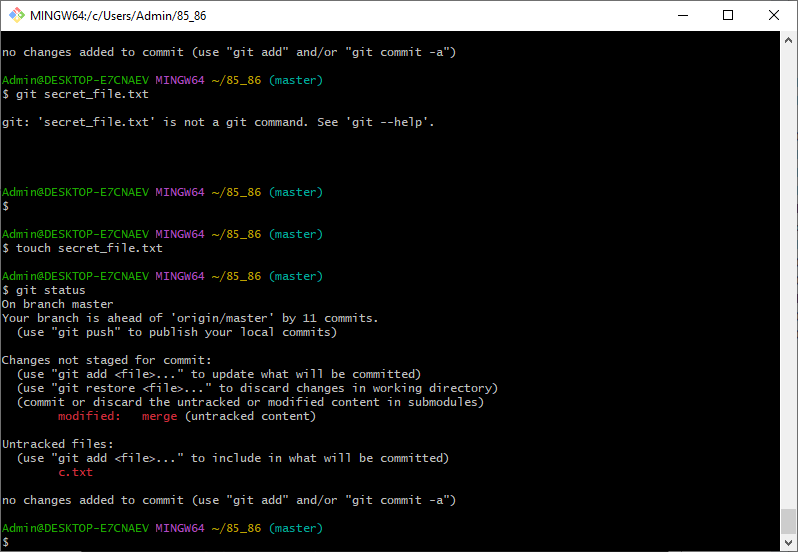 MINGW64:/c/Users/Admin/85_86
no changes added to commit (use "git add" and/or "git commit -a")
Admin@DESKTOP-E7CNAEV MINGW64 ~/85_86 (master)
$ git secret_file.txt
git: 'secret_file.txt' is not a git command. See 'git --help'.
Admin@DESKTOP-E7CNAEV MINGW64 ~/85_86 (master)
$
Admin@DESKTOP-E7CNAEV MINGW64 ~/85_86 (master)
$ touch secret_file.txt
Admin@DESKTOP-E7CNAEV MINGW64 ~/85_86 (master)
$ git status
On branch master
Your branch is ahead of 'origin/master' by 11 commits.
  (use "git push" to publish your local commits)
Changes not staged for commit:
  (use "git add <file>..." to update what will be committed)
  (use "git restore <file>..." to discard changes in working directory)
  (commit or discard the untracked or modified content in submodules)
        modified:   merge (untracked content)
Untracked files:
  (use "git add <file>..." to include in what will be committed)
        c.txt
no changes added to commit (use "git add" and/or "git commit -a")
Admin@DESKTOP-E7CNAEV MINGW64 ~/85_86 (master)
$